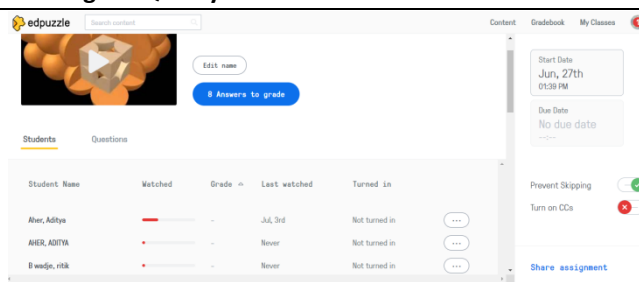 edpuzzle
Search content
Content
Gradebook
My Classes
Edit name
8 Answers to grade
Start Date
Jun, 27th
01:39 PM
Due Date
No due date
--:--
Students
Questions
Student Name
Watched
Grade
Last watched
Turned in
Aher, Aditya
-
Jul, 3rd
Not turned in
...
AHER, ADITYA
-
Never
Not turned in
...
B wadje, ritik
-
Never
Not turned in
...
Prevent Skipping
Turn on CCs
Share assignment